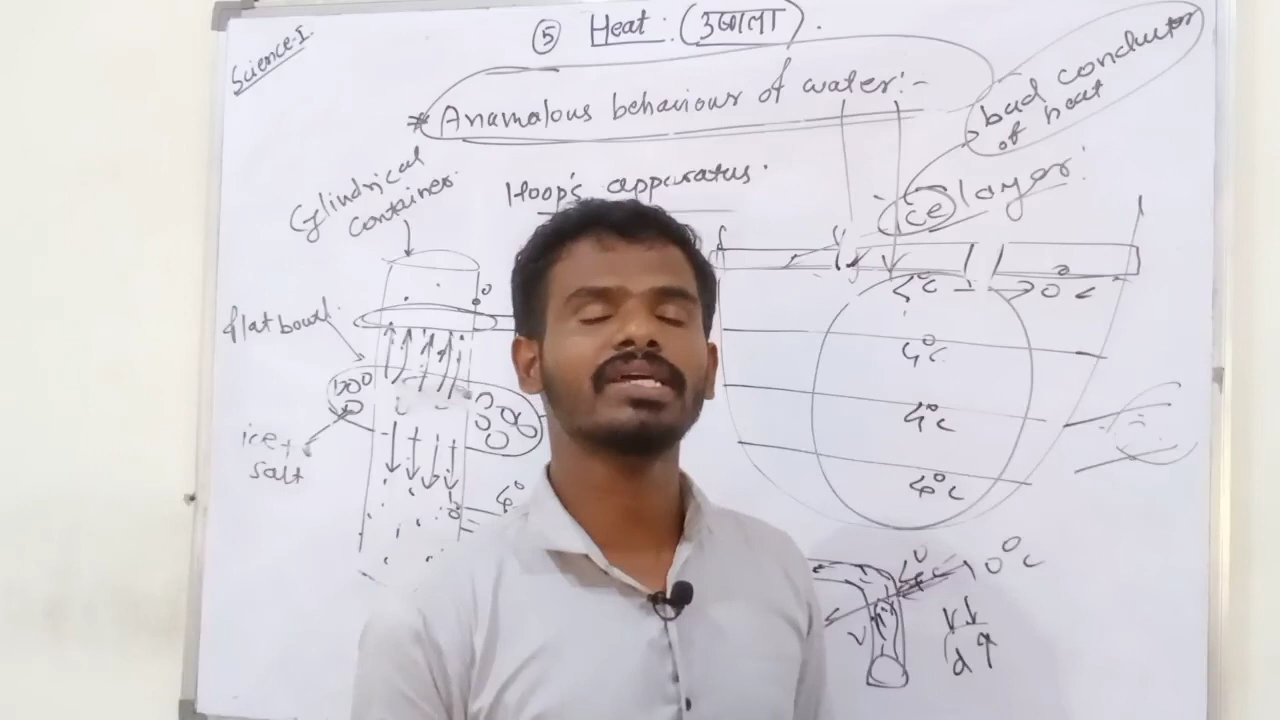 Science-I
⑤ Heat : (उष्णता).
* Anamalous behaviour of water:-
bad conductor
of heat
Cylindrical
container.
Hoop's apparatus.
ice layer:
flat bowl.
ice +
salt
4°
4°c
0°c
4°c
4°c
4°c
0°c
V↓
d↑